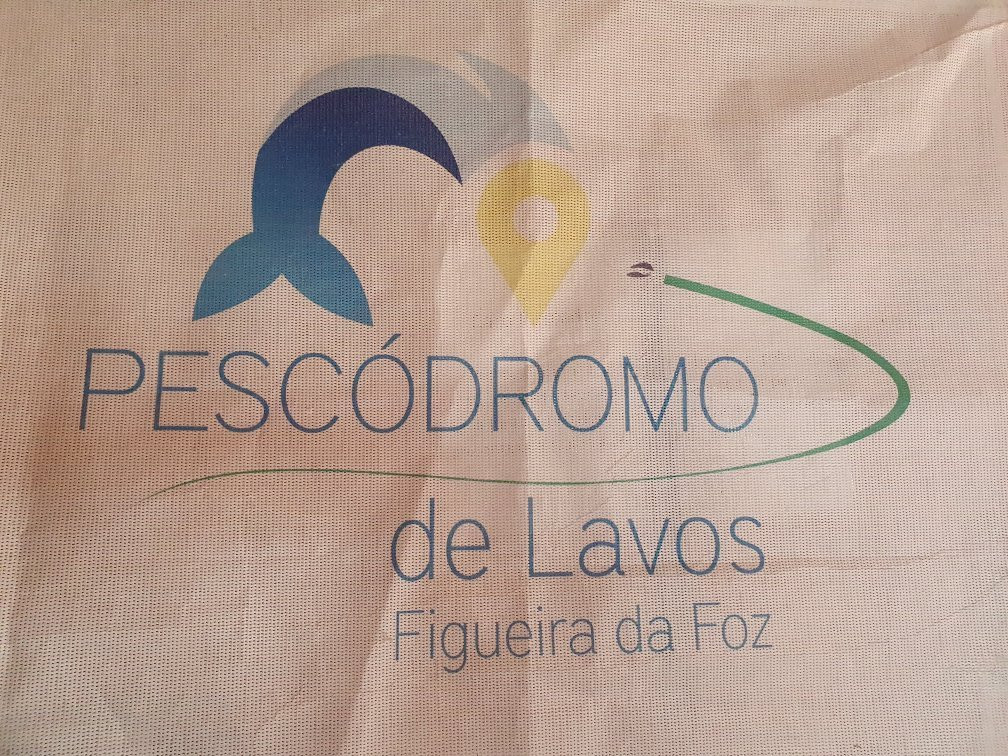 PESCÓDROMO
de Lavos
Figueira da Foz